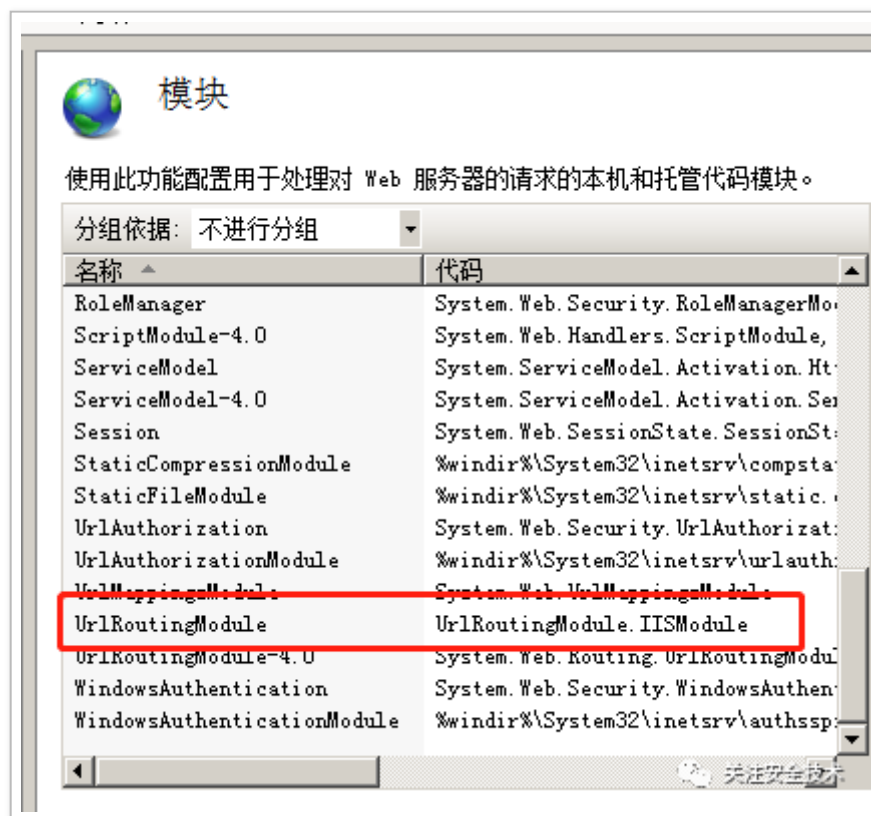 模块
使用此功能配置用于处理对 Web 服务器的请求的本机和托管代码模块。
分组依据: 不进行分组
名称 代码
RoleManager System.Web.Security.RoleManagerMo
ScriptModule-4.0 System.Web.Handlers.ScriptModule,
ServiceModel System.ServiceModel.Activation.Ht
ServiceModel-4.0 System.ServiceModel.Activation.Ser
Session System.Web.SessionState.SessionSt
StaticCompressionModule %windir%\System32\inetsrv\compsta
StaticFileModule %windir%\System32\inetsrv\static.
UrlAuthorization System.Web.Security.UrlAuthorizat
UrlAuthorizationModule %windir%\System32\inetsrv\urlauth
UrlMappingsModule System.Web.UrlMappingsModule
UrlRoutingModule UrlRoutingModule.IISModule
UrlRoutingModule-4.0 System.Web.Routing.UrlRoutingModul
WindowsAuthentication System.Web.Security.WindowsAuthen
WindowsAuthenticationModule %windir%\System32\inetsrv\authssp
关注安全技术